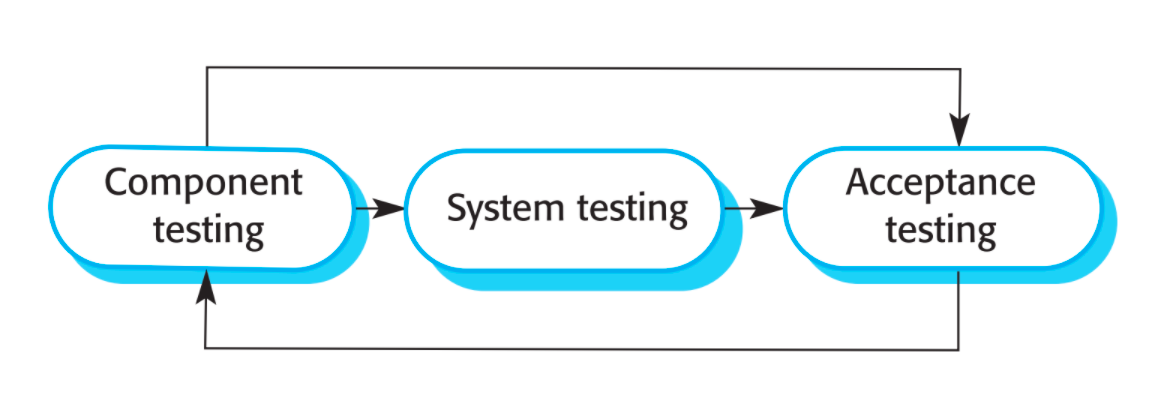 Component
testing
System testing
Acceptance
testing